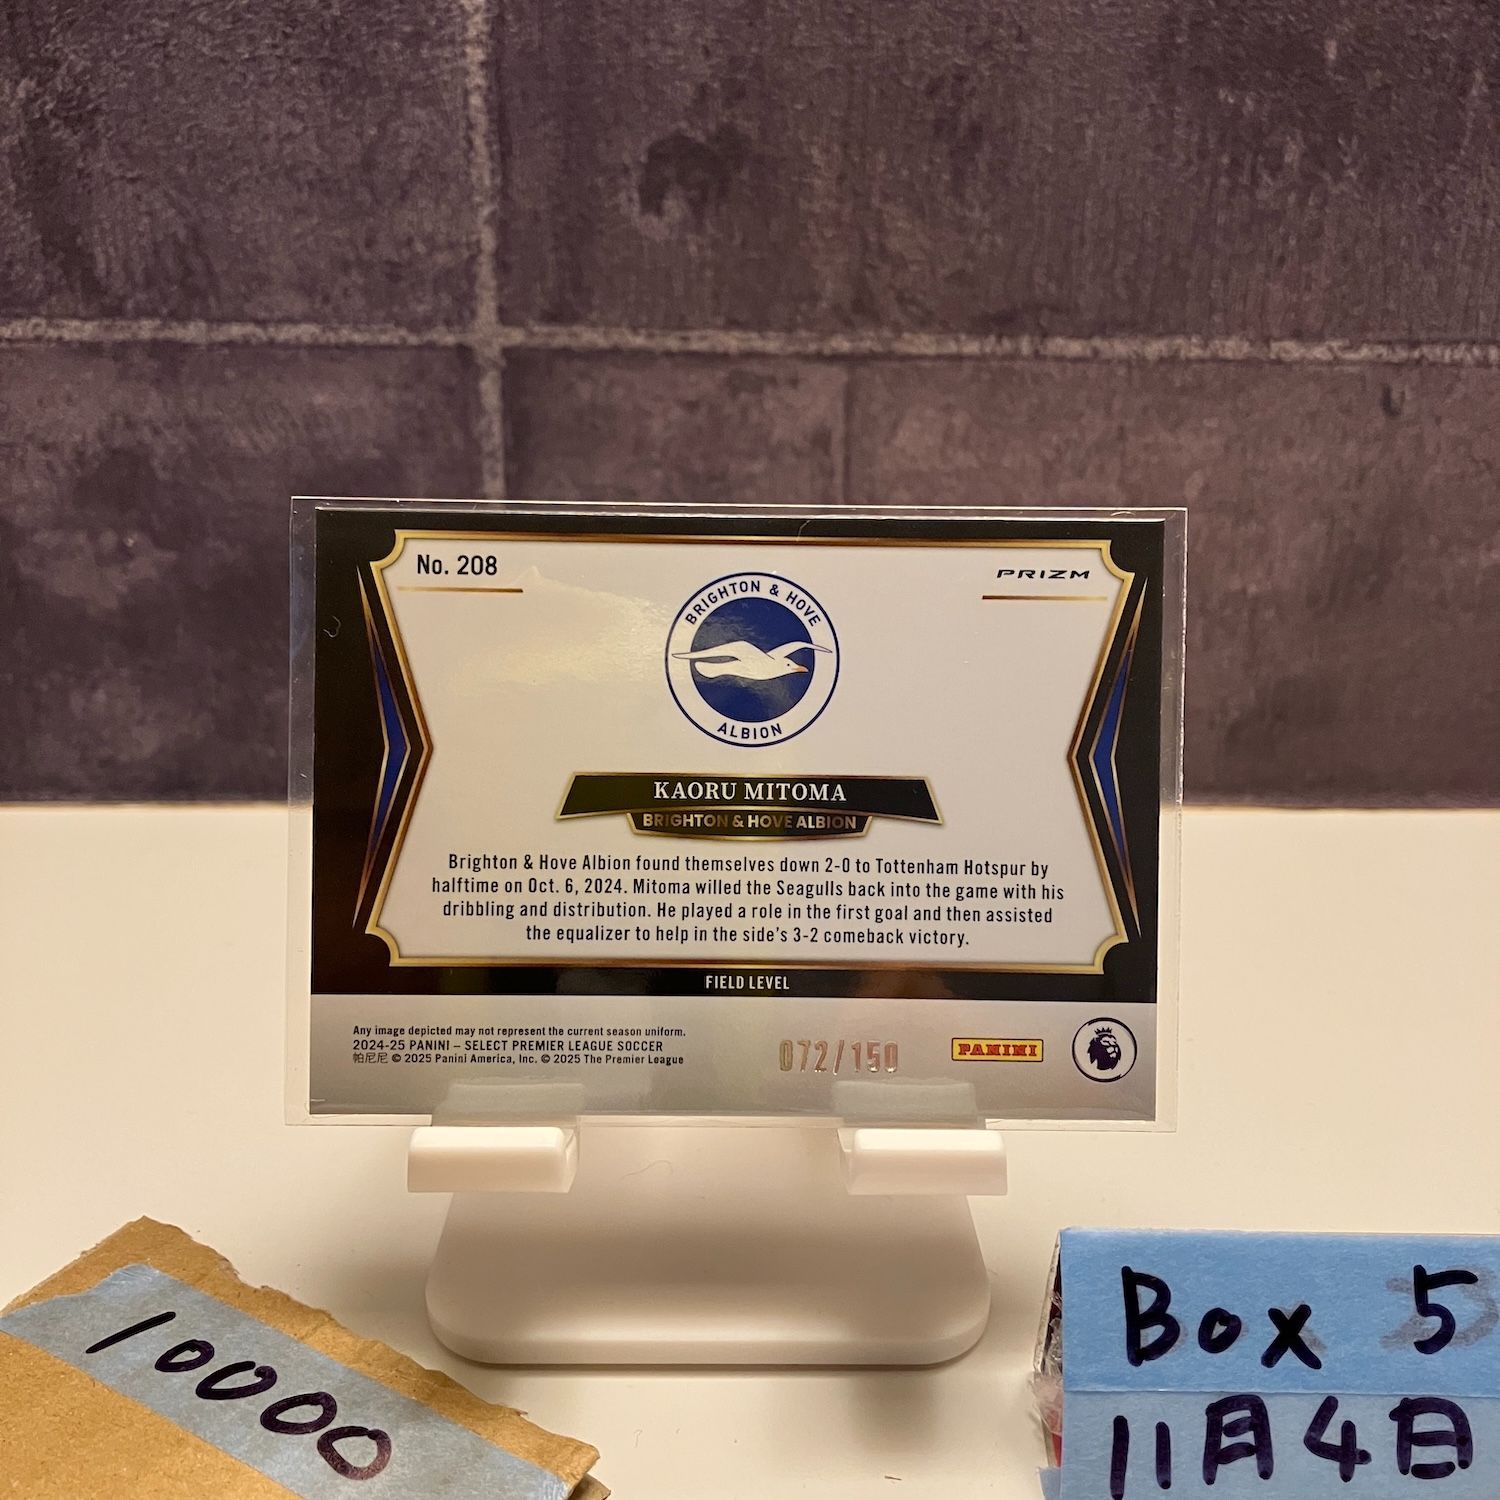 No. 208
PRIZM
BRIGHTON & HOVE
ALBION
KAORU MITOMA
BRIGHTON & HOVE ALBION
Brighton & Hove Albion found themselves down 2-0 to Tottenham Hotspur by
halftime on Oct. 6, 2024. Mitoma willed the Seagulls back into the game with his
dribbling and distribution. He played a role in the first goal and then assisted
the equalizer to help in the side's 3-2 comeback victory.
FIELD LEVEL
Any image depicted may not represent the current season uniform.
2024-25 PANINI – SELECT PREMIER LEAGUE SOCCER
帕尼尼 © 2025 Panini America, Inc. © 2025 The Premier League
072/150
PANINI
10000
Box 5
11月4日